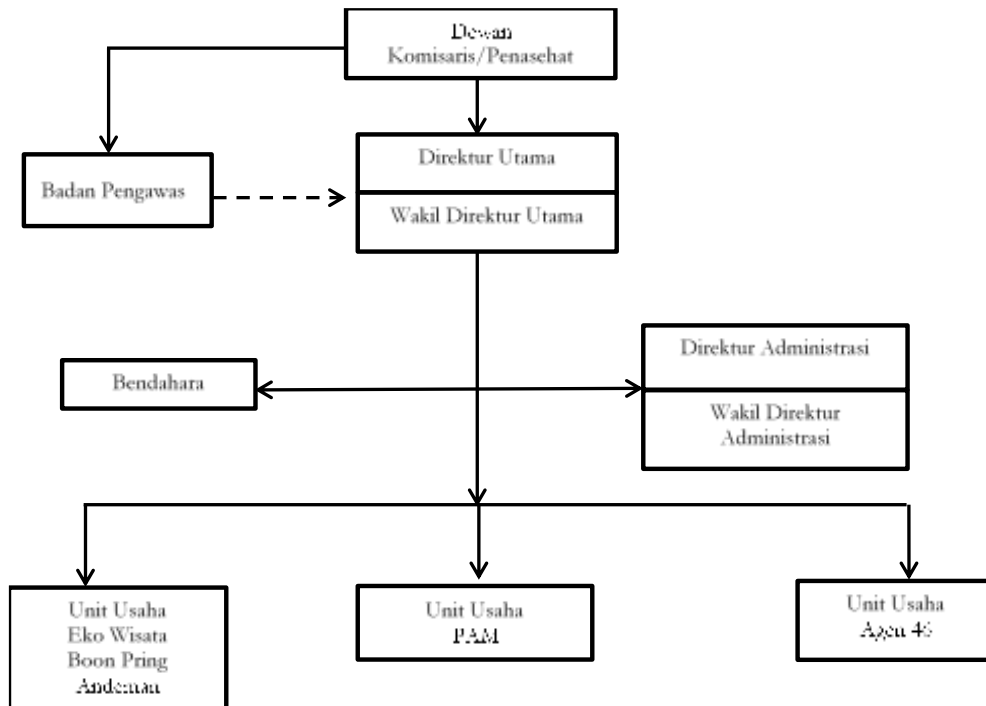 Dewan
Komisaris/Penasehat
Direktur Utama
Badan Pengawas
Wakil Direktur Utama
Direktur Administrasi
Bendahara
Wakil Direktur
Administrasi
Unit Usaha
Eko Wisata
Boon Pring
Andeman
Unit Usaha
PAM
Unit Usaha
Agen 46